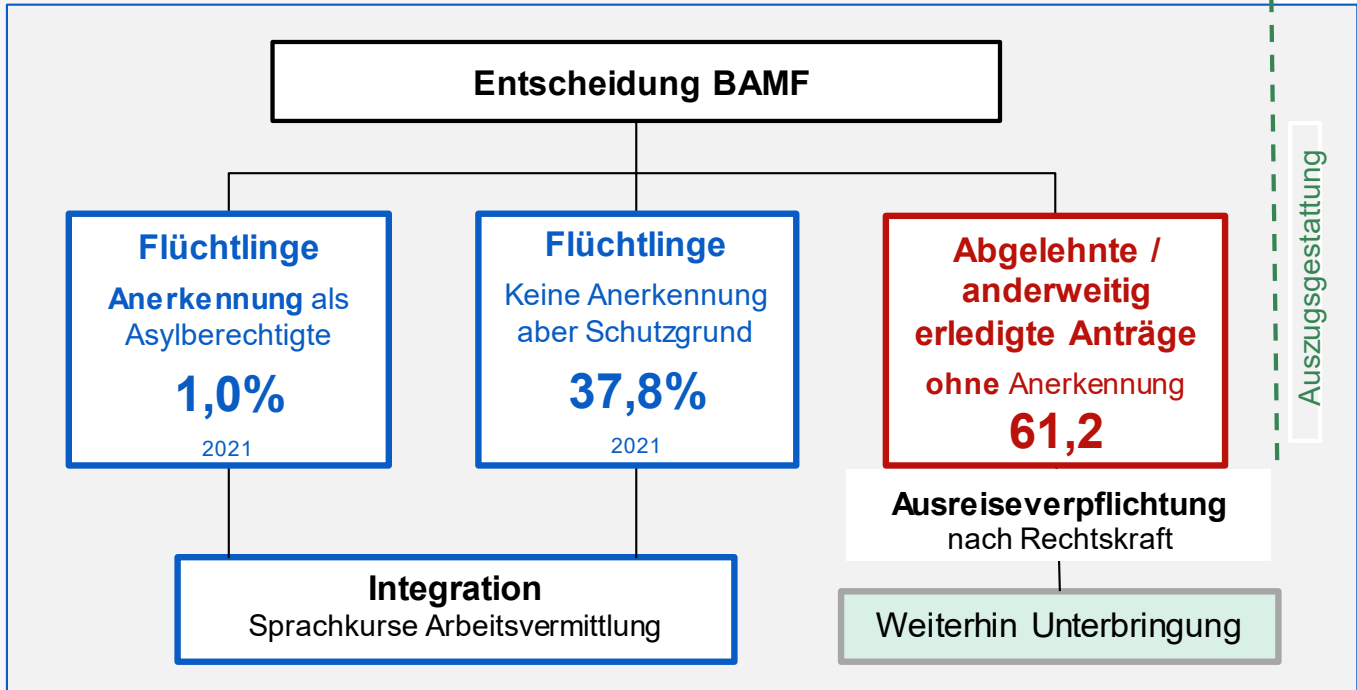 Entscheidung BAMF
Flüchtlinge
Anerkennung als
Asylberechtigte
1,0%
2021
Flüchtlinge
Keine Anerkennung
aber Schutzgrund
37,8%
2021
Abgelehnte /
anderweitig
erledigte Anträge
ohne Anerkennung
61,2
Auszugsgestattung
Ausreiseverpflichtung
nach Rechtskraft
Integration
Sprachkurse Arbeitsvermittlung
Weiterhin Unterbringung